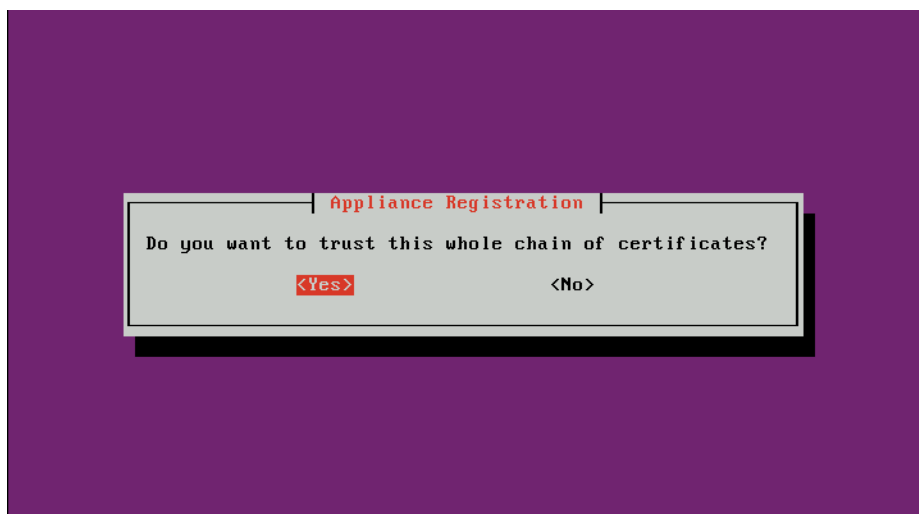 Appliance Registration
Do you want to trust this whole chain of certificates?
<Yes> <No>